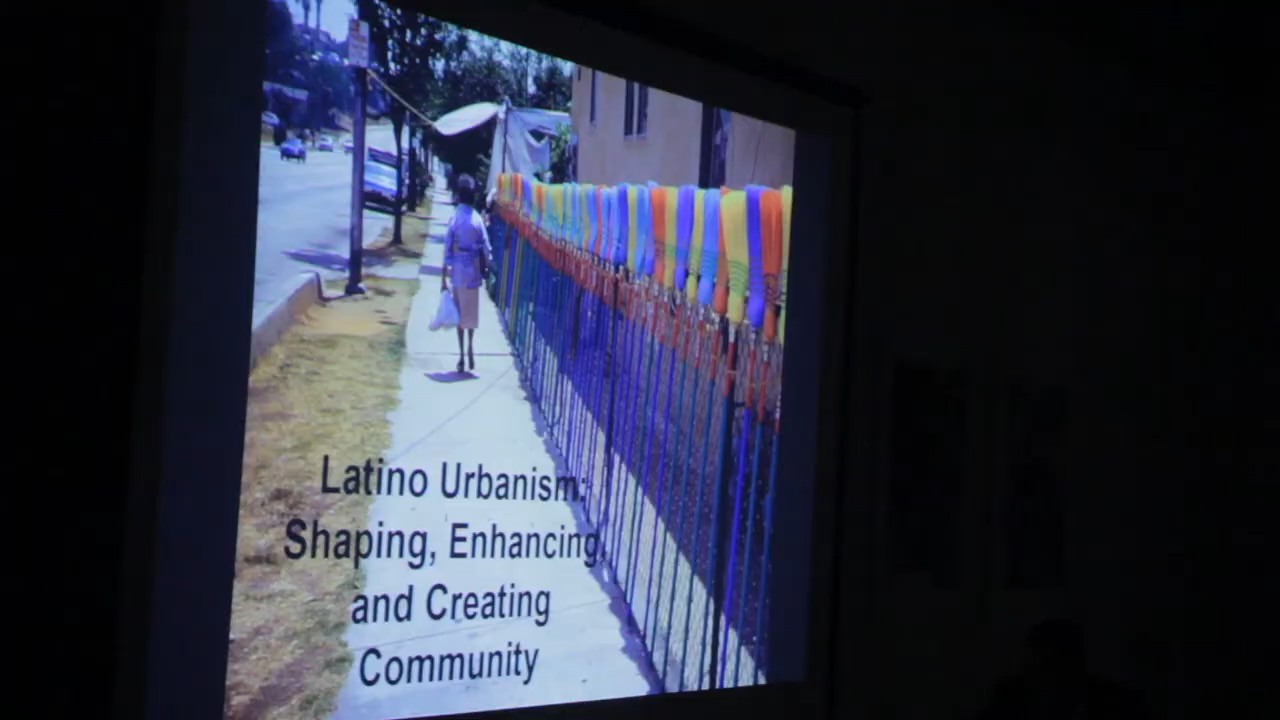 Latino Urbanism:
Shaping, Enhancing,
and Creating
Community